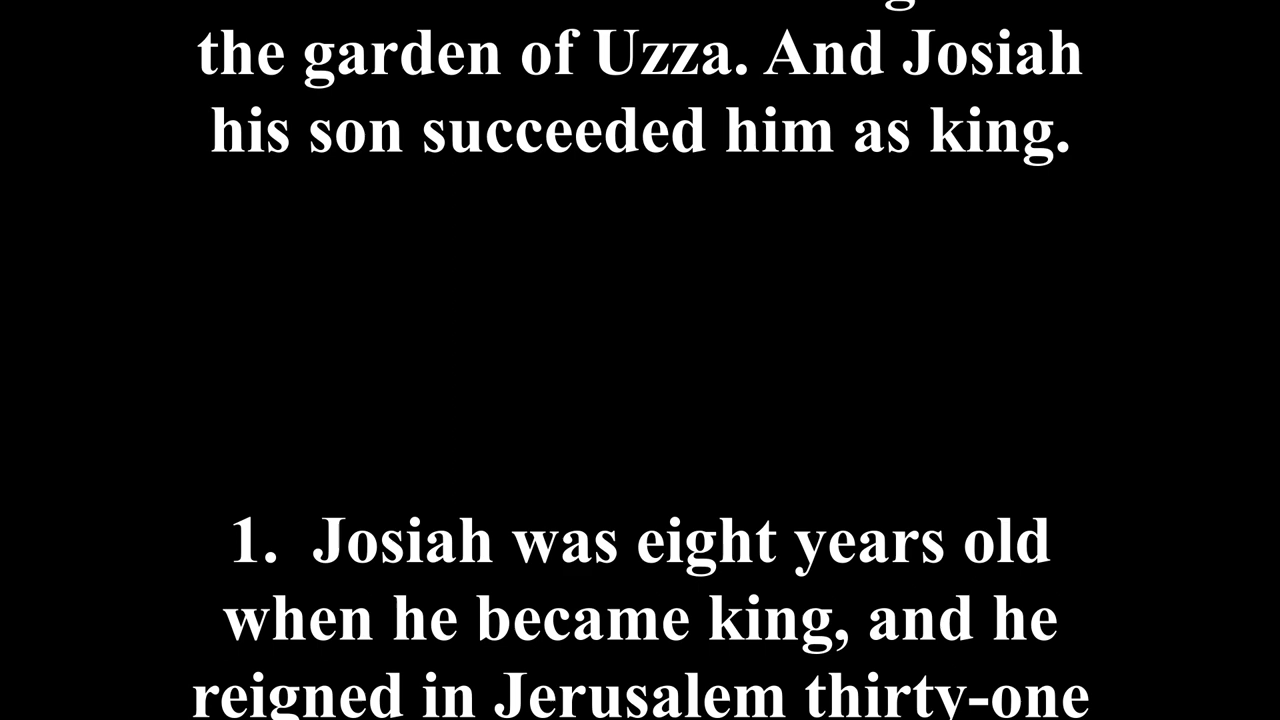 the garden of Uzza. And Josiah
his son succeeded him as king.
1. Josiah was eight years old
when he became king, and he
reigned in Jerusalem thirty-one